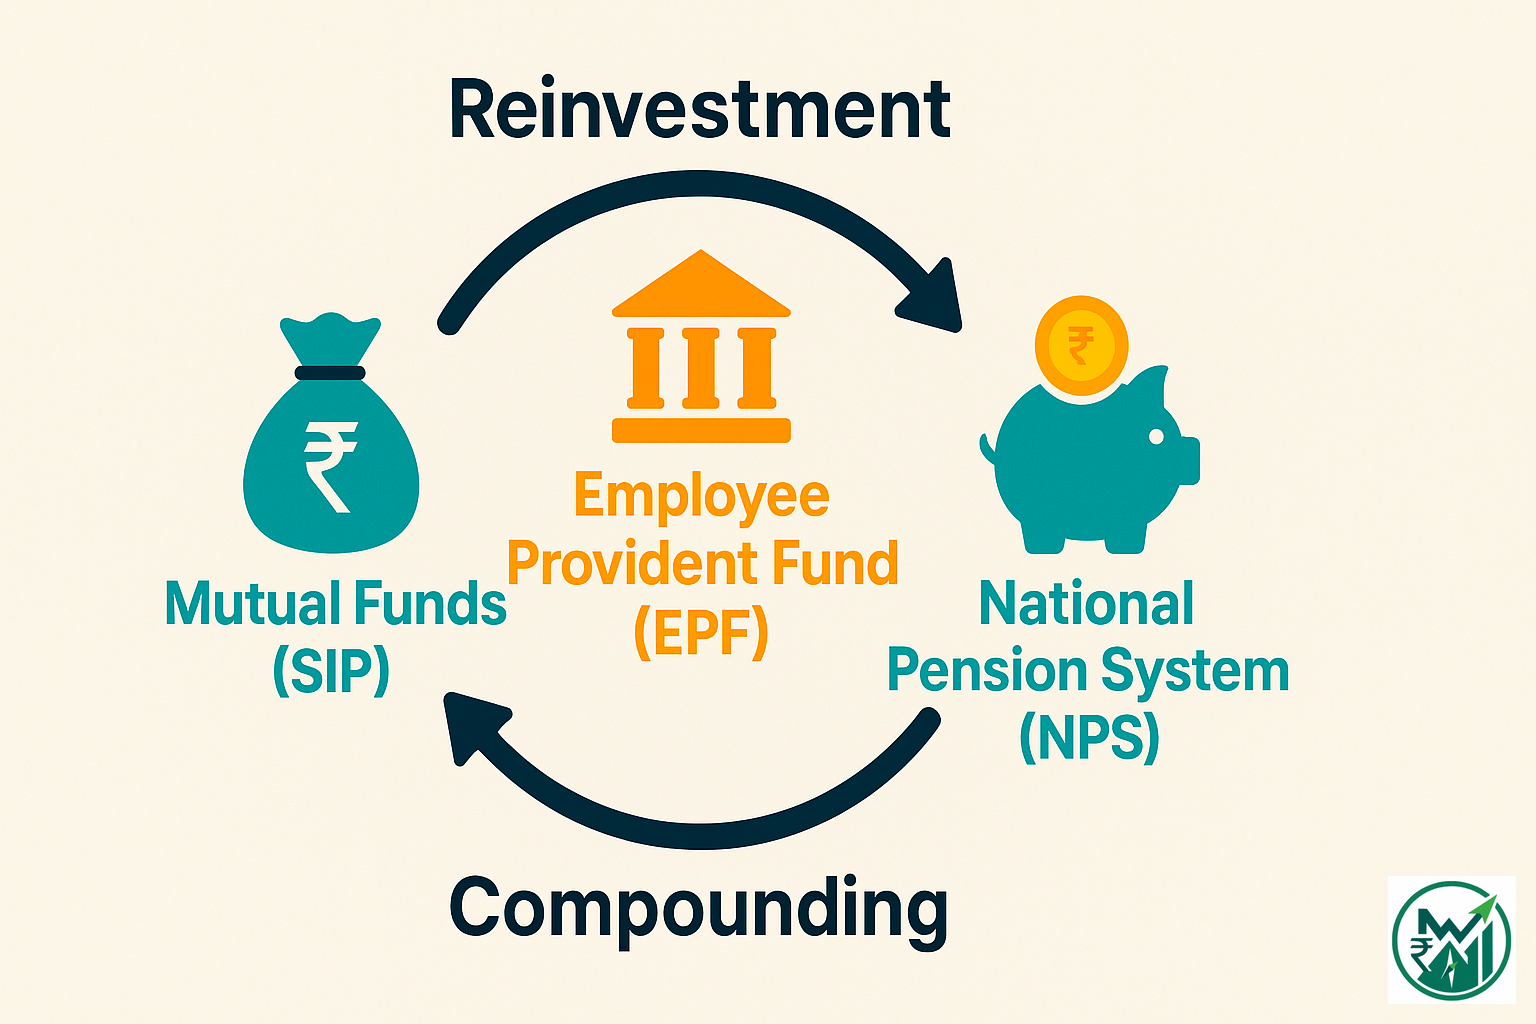 Reinvestment
₹
₹
Mutual Funds
(SIP)
Employee
Provident Fund
(EPF)
National
Pension System
(NPS)
Compounding
₹